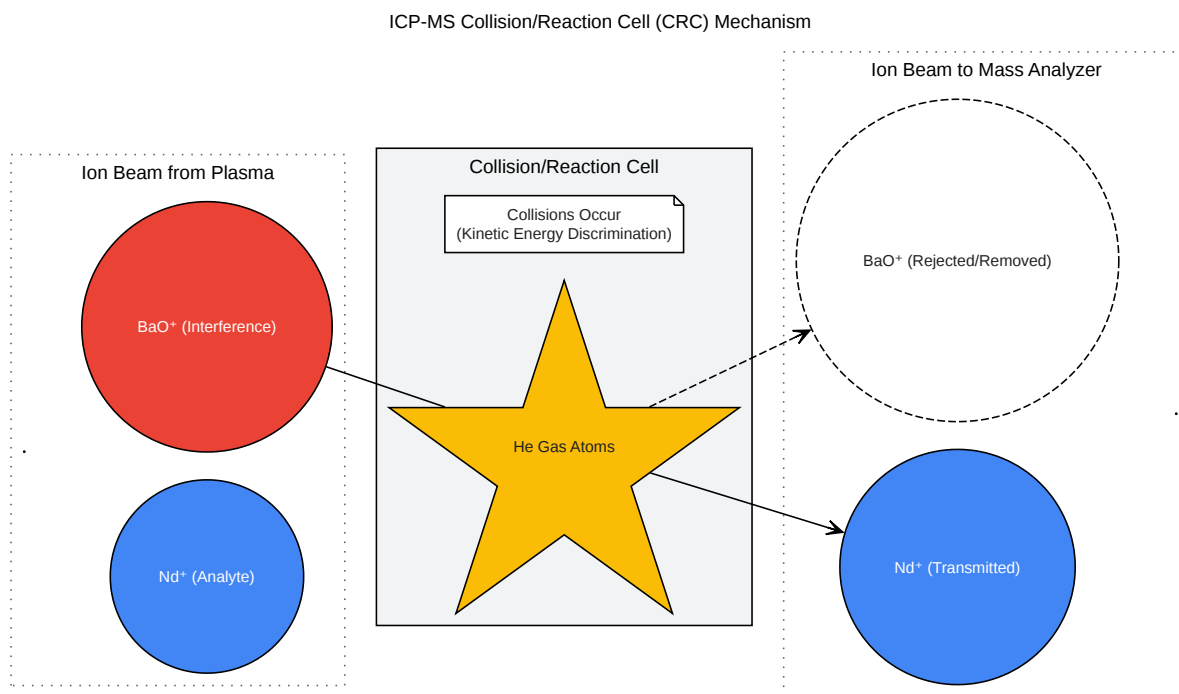 ICP-MS Collision/Reaction Cell (CRC) Mechanism
Ion Beam from Plasma
BaO⁺ (Interference)
Nd⁺ (Analyte)
Collision/Reaction Cell
Collisions Occur
(Kinetic Energy Discrimination)
He Gas Atoms
Ion Beam to Mass Analyzer
BaO⁺ (Rejected/Removed)
Nd⁺ (Transmitted)